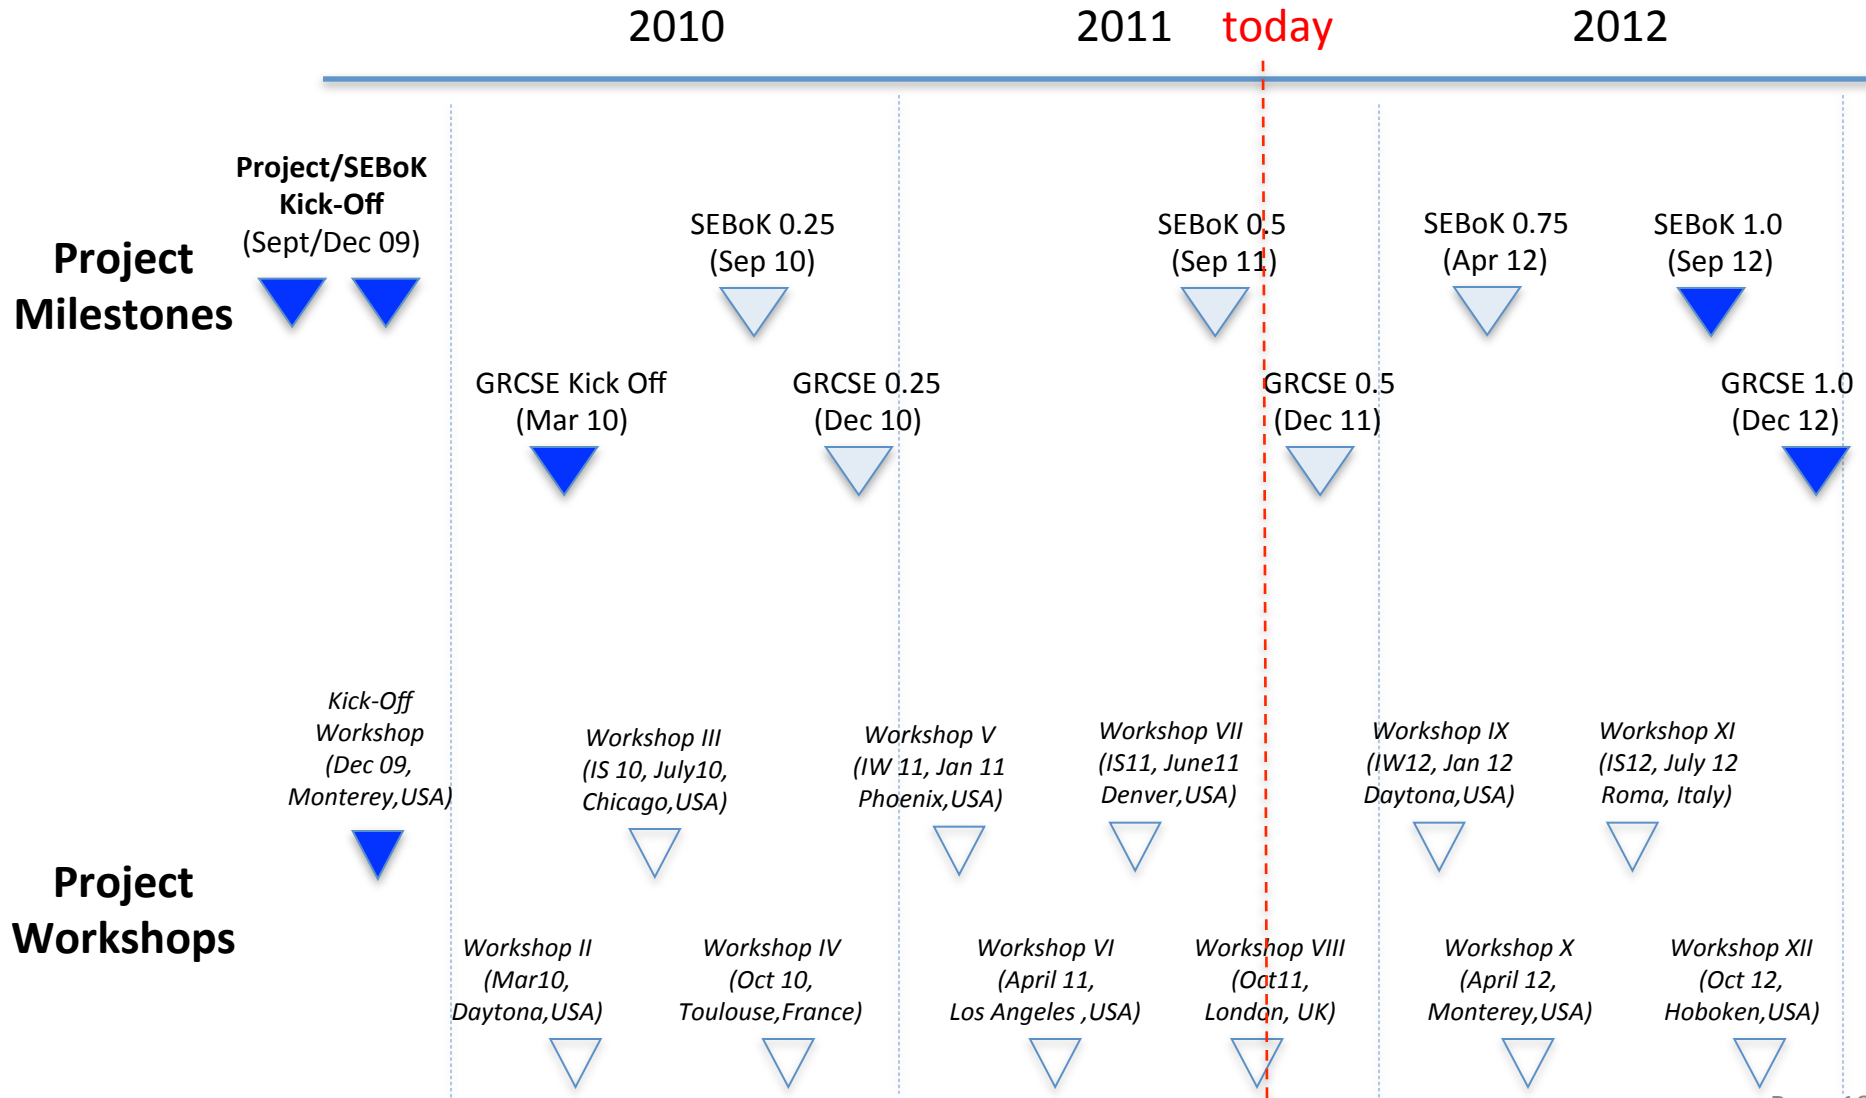 2010
2011
today
2012
Project/SEBoK
Kick-Off
(Sept/Dec 09)
Project
Milestones
SEBoK 0.25
(Sep 10)
SEBoK 0.5
(Sep 11)
SEBoK 0.75
(Apr 12)
SEBoK 1.0
(Sep 12)
GRCSE Kick Off
(Mar 10)
GRCSE 0.25
(Dec 10)
GRCSE 0.5
(Dec 11)
GRCSE 1.0
(Dec 12)
Kick-Off
Workshop
(Dec 09,
Monterey,USA)
Workshop III
(IS 10, July10,
Chicago,USA)
Workshop V
(IW 11, Jan 11
Phoenix,USA)
Workshop VII
(IS11, June11
Denver,USA)
Workshop IX
(IW12, Jan 12
Daytona,USA)
Workshop XI
(IS12, July 12
Roma, Italy)
Project
Workshops
Workshop II
(Mar10,
Daytona,USA)
Workshop IV
(Oct 10,
Toulouse,France)
Workshop VI
(April 11,
Los Angeles ,USA)
Workshop VIII
(Oct11,
London, UK)
Workshop X
(April 12,
Monterey,USA)
Workshop XII
(Oct 12,
Hoboken,USA)